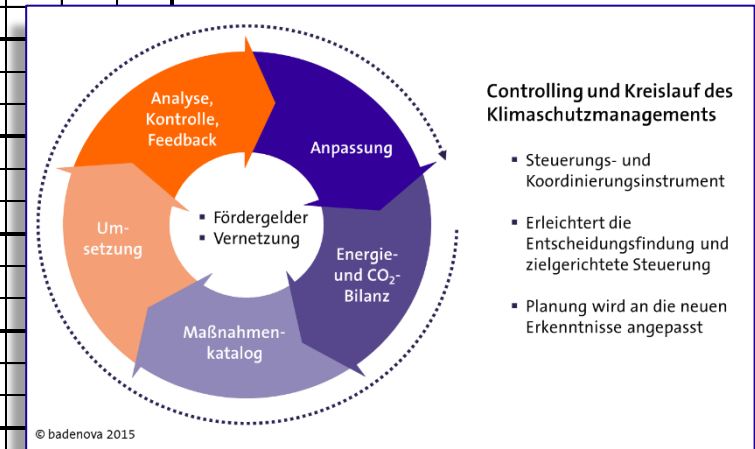 Analyse,
Kontrolle,
Feedback
Anpassung
Energie-
und CO₂-
Bilanz
Maßnahmen-
katalog
Um-
setzung
▪ Fördergelder
▪ Vernetzung
Controlling und Kreislauf des
Klimaschutzmanagements
▪ Steuerungs- und
Koordinierungsinstrument
▪ Erleichtert die
Entscheidungsfindung und
zielgerichtete Steuerung
▪ Planung wird an die neuen
Erkenntnisse angepasst
© badenova 2015